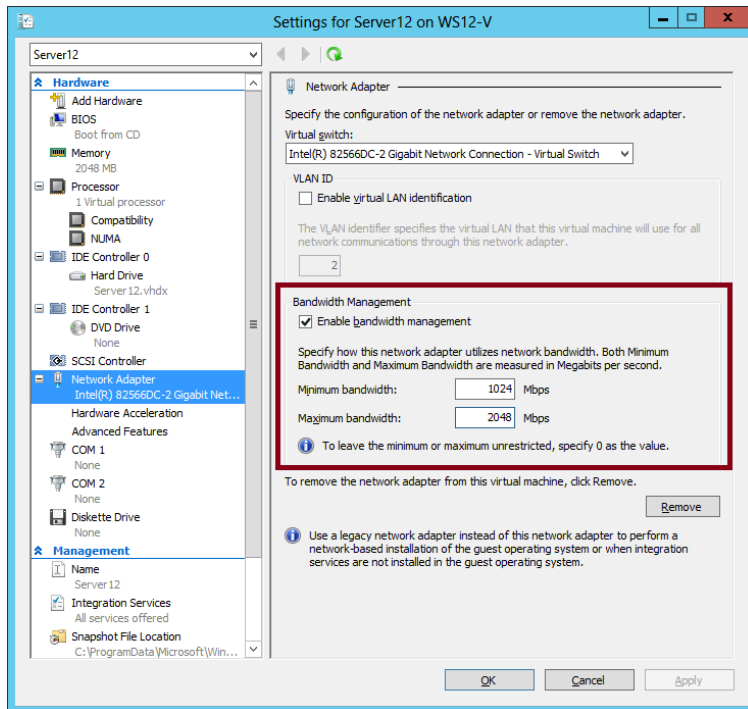 Settings for Server12 on WS12-V
Server12
Hardware
Add Hardware
BIOS
Boot from CD
Memory
2048 MB
Processor
1 Virtual processor
Compatibility
NUMA
IDE Controller 0
Hard Drive
Server12.vhdx
IDE Controller 1
DVD Drive
None
SCSI Controller
Network Adapter
Intel(R) 82566DC-2 Gigabit Net...
Hardware Acceleration
Advanced Features
COM 1
None
COM 2
None
Diskette Drive
None
Management
Name
Server12
Integration Services
All services offered
Snapshot File Location
C:\ProgramData\Microsoft\Win...
Network Adapter
Specify the configuration of the network adapter or remove the network adapter.
Virtual switch:
Intel(R) 82566DC-2 Gigabit Network Connection - Virtual Switch
VLAN ID
Enable virtual LAN identification
The VLAN identifier specifies the virtual LAN that this virtual machine will use for all
network communications through this network adapter.
2
Bandwidth Management
Enable bandwidth management
Specify how this network adapter utilizes network bandwidth. Both Minimum
Bandwidth and Maximum Bandwidth are measured in Megabits per second.
Minimum bandwidth: 1024 Mbps
Maximum bandwidth: 2048 Mbps
To leave the minimum or maximum unrestricted, specify 0 as the value.
To remove the network adapter from this virtual machine, click Remove.
Remove
Use a legacy network adapter instead of this network adapter to perform a
network-based installation of the guest operating system or when integration
services are not installed in the guest operating system.
OK Cancel Apply